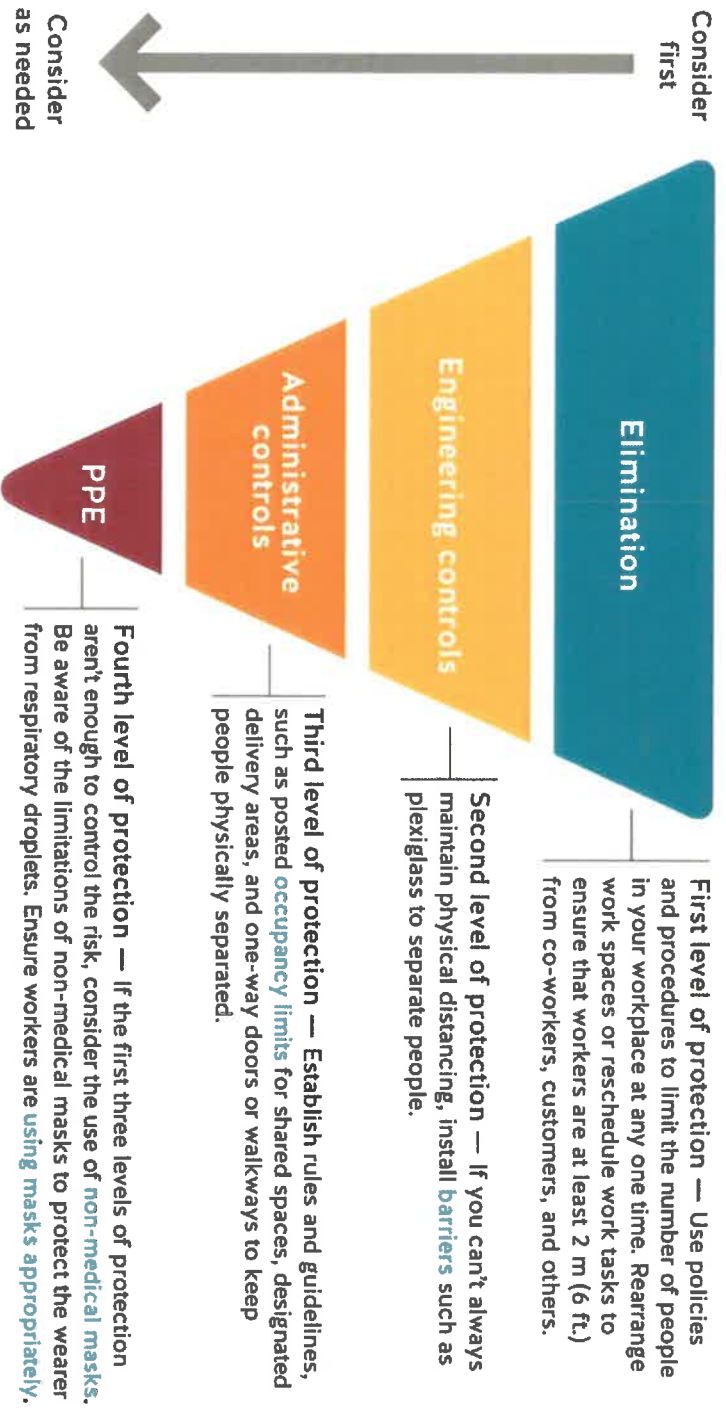 Consider
first
Consider
as needed
Elimination
First level of protection — Use policies
and procedures to limit the number of people
in your workplace at any one time. Rearrange
work spaces or reschedule work tasks to
ensure that workers are at least 2 m (6 ft.)
from co-workers, customers, and others.
Engineering controls
Second level of protection — If you can't always
maintain physical distancing, install barriers such as
plexiglass to separate people.
Administrative
controls
Third level of protection — Establish rules and guidelines,
such as posted occupancy limits for shared spaces, designated
delivery areas, and one-way doors or walkways to keep
people physically separated.
PPE
Fourth level of protection — If the first three levels of protection
aren't enough to control the risk, consider the use of non-medical masks.
Be aware of the limitations of non-medical masks to protect the wearer
from respiratory droplets. Ensure workers are using masks appropriately.